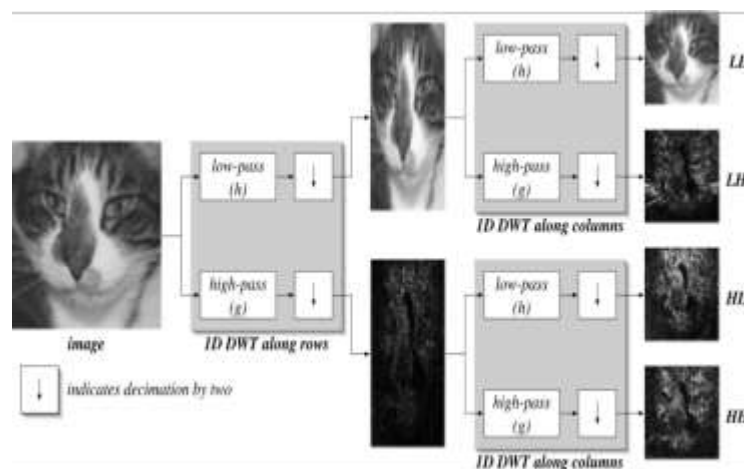 low-pass
(h)
high-pass
(g)
image
1D DWT along rows
indicates decimation by two
low-pass
(h)
high-pass
(g)
1D DWT along columns
low-pass
(h)
high-pass
(g)
1D DWT along columns